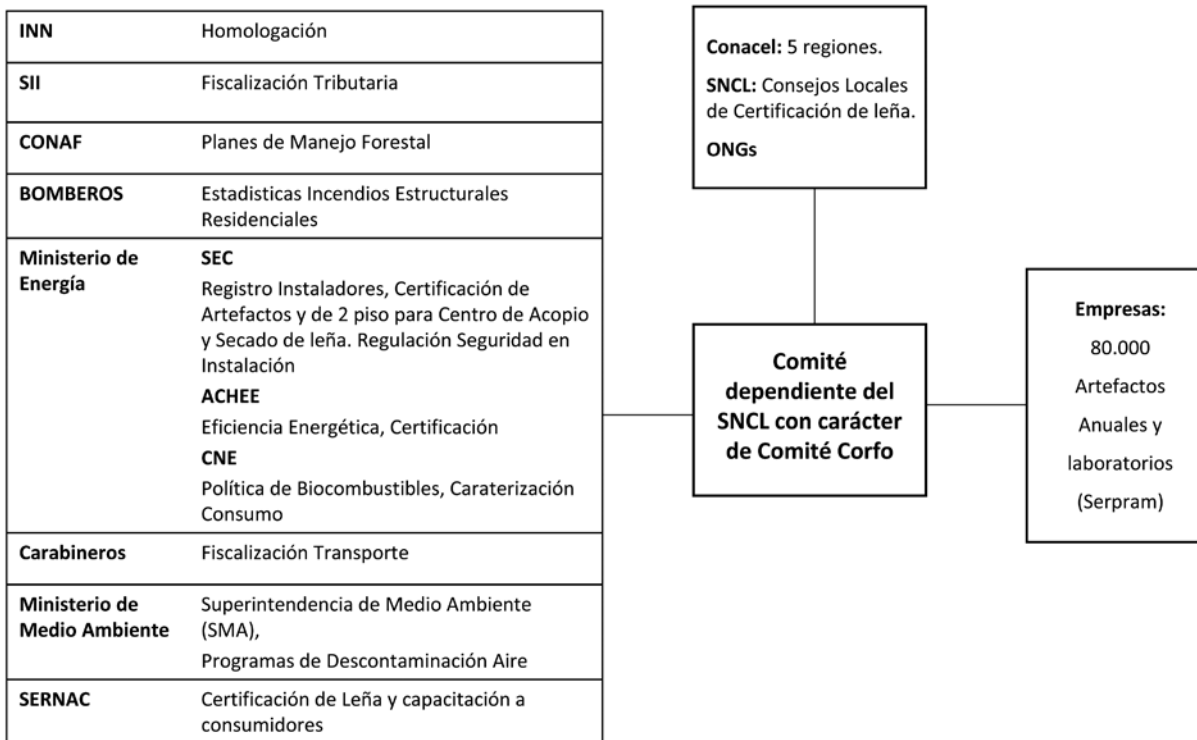 INN Homologación
SII Fiscalización Tributaria
CONAF Planes de Manejo Forestal
BOMBEROS Estadisticas Incendios Estructurales
Residenciales
Ministerio de
Energía
SEC
Registro Instaladores, Certificación de
Artefactos y de 2 piso para Centro de Acopio
y Secado de leña. Regulación Seguridad en
Instalación
ACHEE
Eficiencia Energética, Certificación
CNE
Política de Biocombustibles, Caraterización
Consumo
Carabineros Fiscalización Transporte
Ministerio de
Medio Ambiente
Superintendencia de Medio Ambiente
(SMA),
Programas de Descontaminación Aire
SERNAC Certificación de Leña y capacitación a
consumidores
Conacel: 5 regiones.
SNCL: Consejos Locales
de Certificación de leña.
ONGs
Comité
dependiente del
SNCL con carácter
de Comité Corfo
Empresas:
80.000
Artefactos
Anuales y
laboratorios
(Serpram)